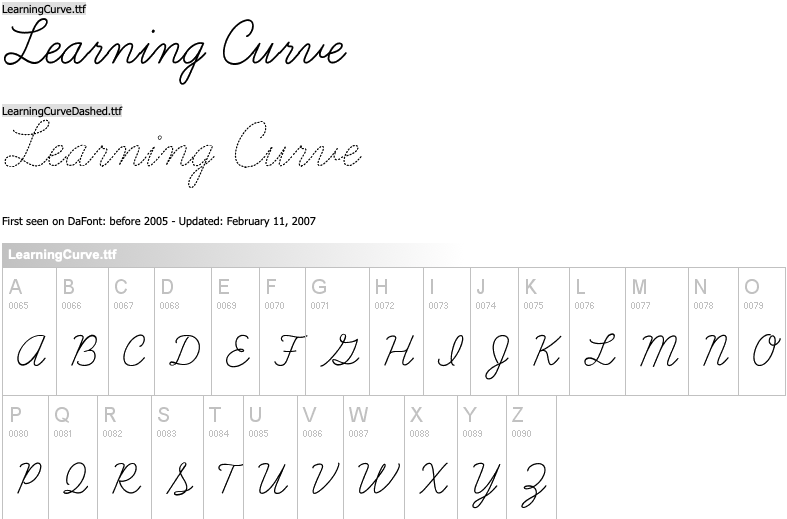 LearningCurve.ttf
Learning Curve
LearningCurveDashed.ttf
Learning Curve
First seen on DaFont: before 2005 - Updated: February 11, 2007
LearningCurve.ttf
A B C D E F G H I J K L M N O
0065 0066 0067 0068 0069 0070 0071 0072 0073 0074 0075 0076 0077 0078 0079
A B C D E F G H I J K L M N O
P Q R S T U V W X Y Z
0080 0081 0082 0083 0084 0085 0086 0087 0088 0089 0090
P Q R S T U V W X Y Z